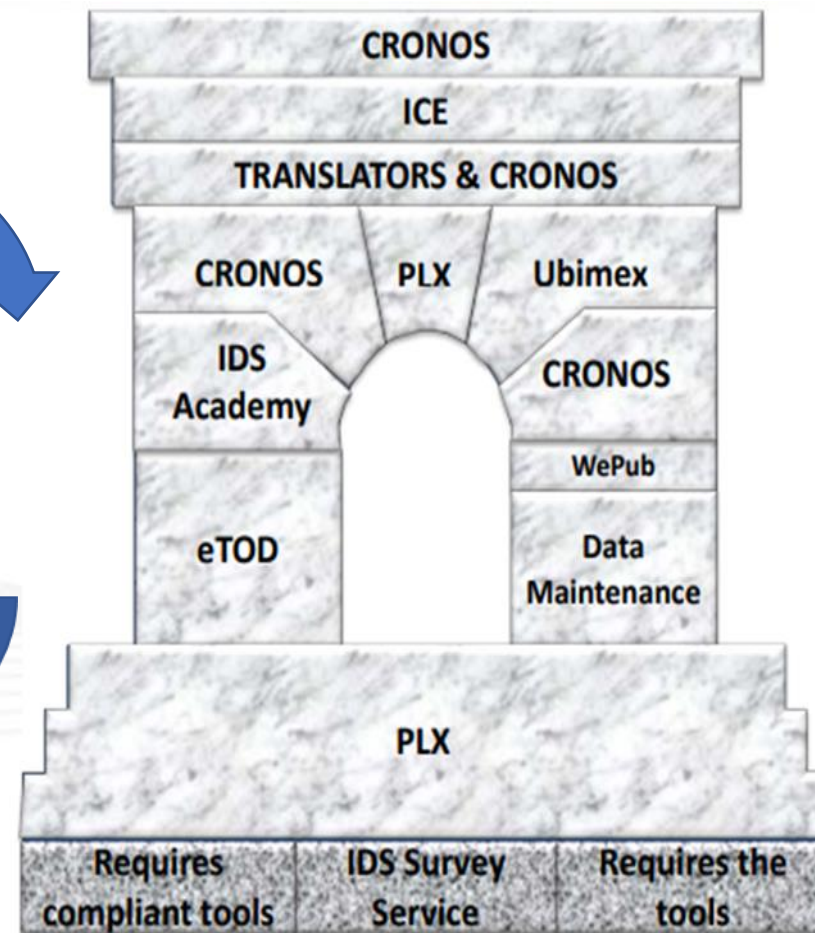 CRONOS
ICE
TRANSLATORS & CRONOS
CRONOS
PLX
Ubimex
IDS
Academy
CRONOS
WePub
eTOD
Data
Maintenance
PLX
Requires
compliant tools
IDS Survey
Service
Requires the
tools